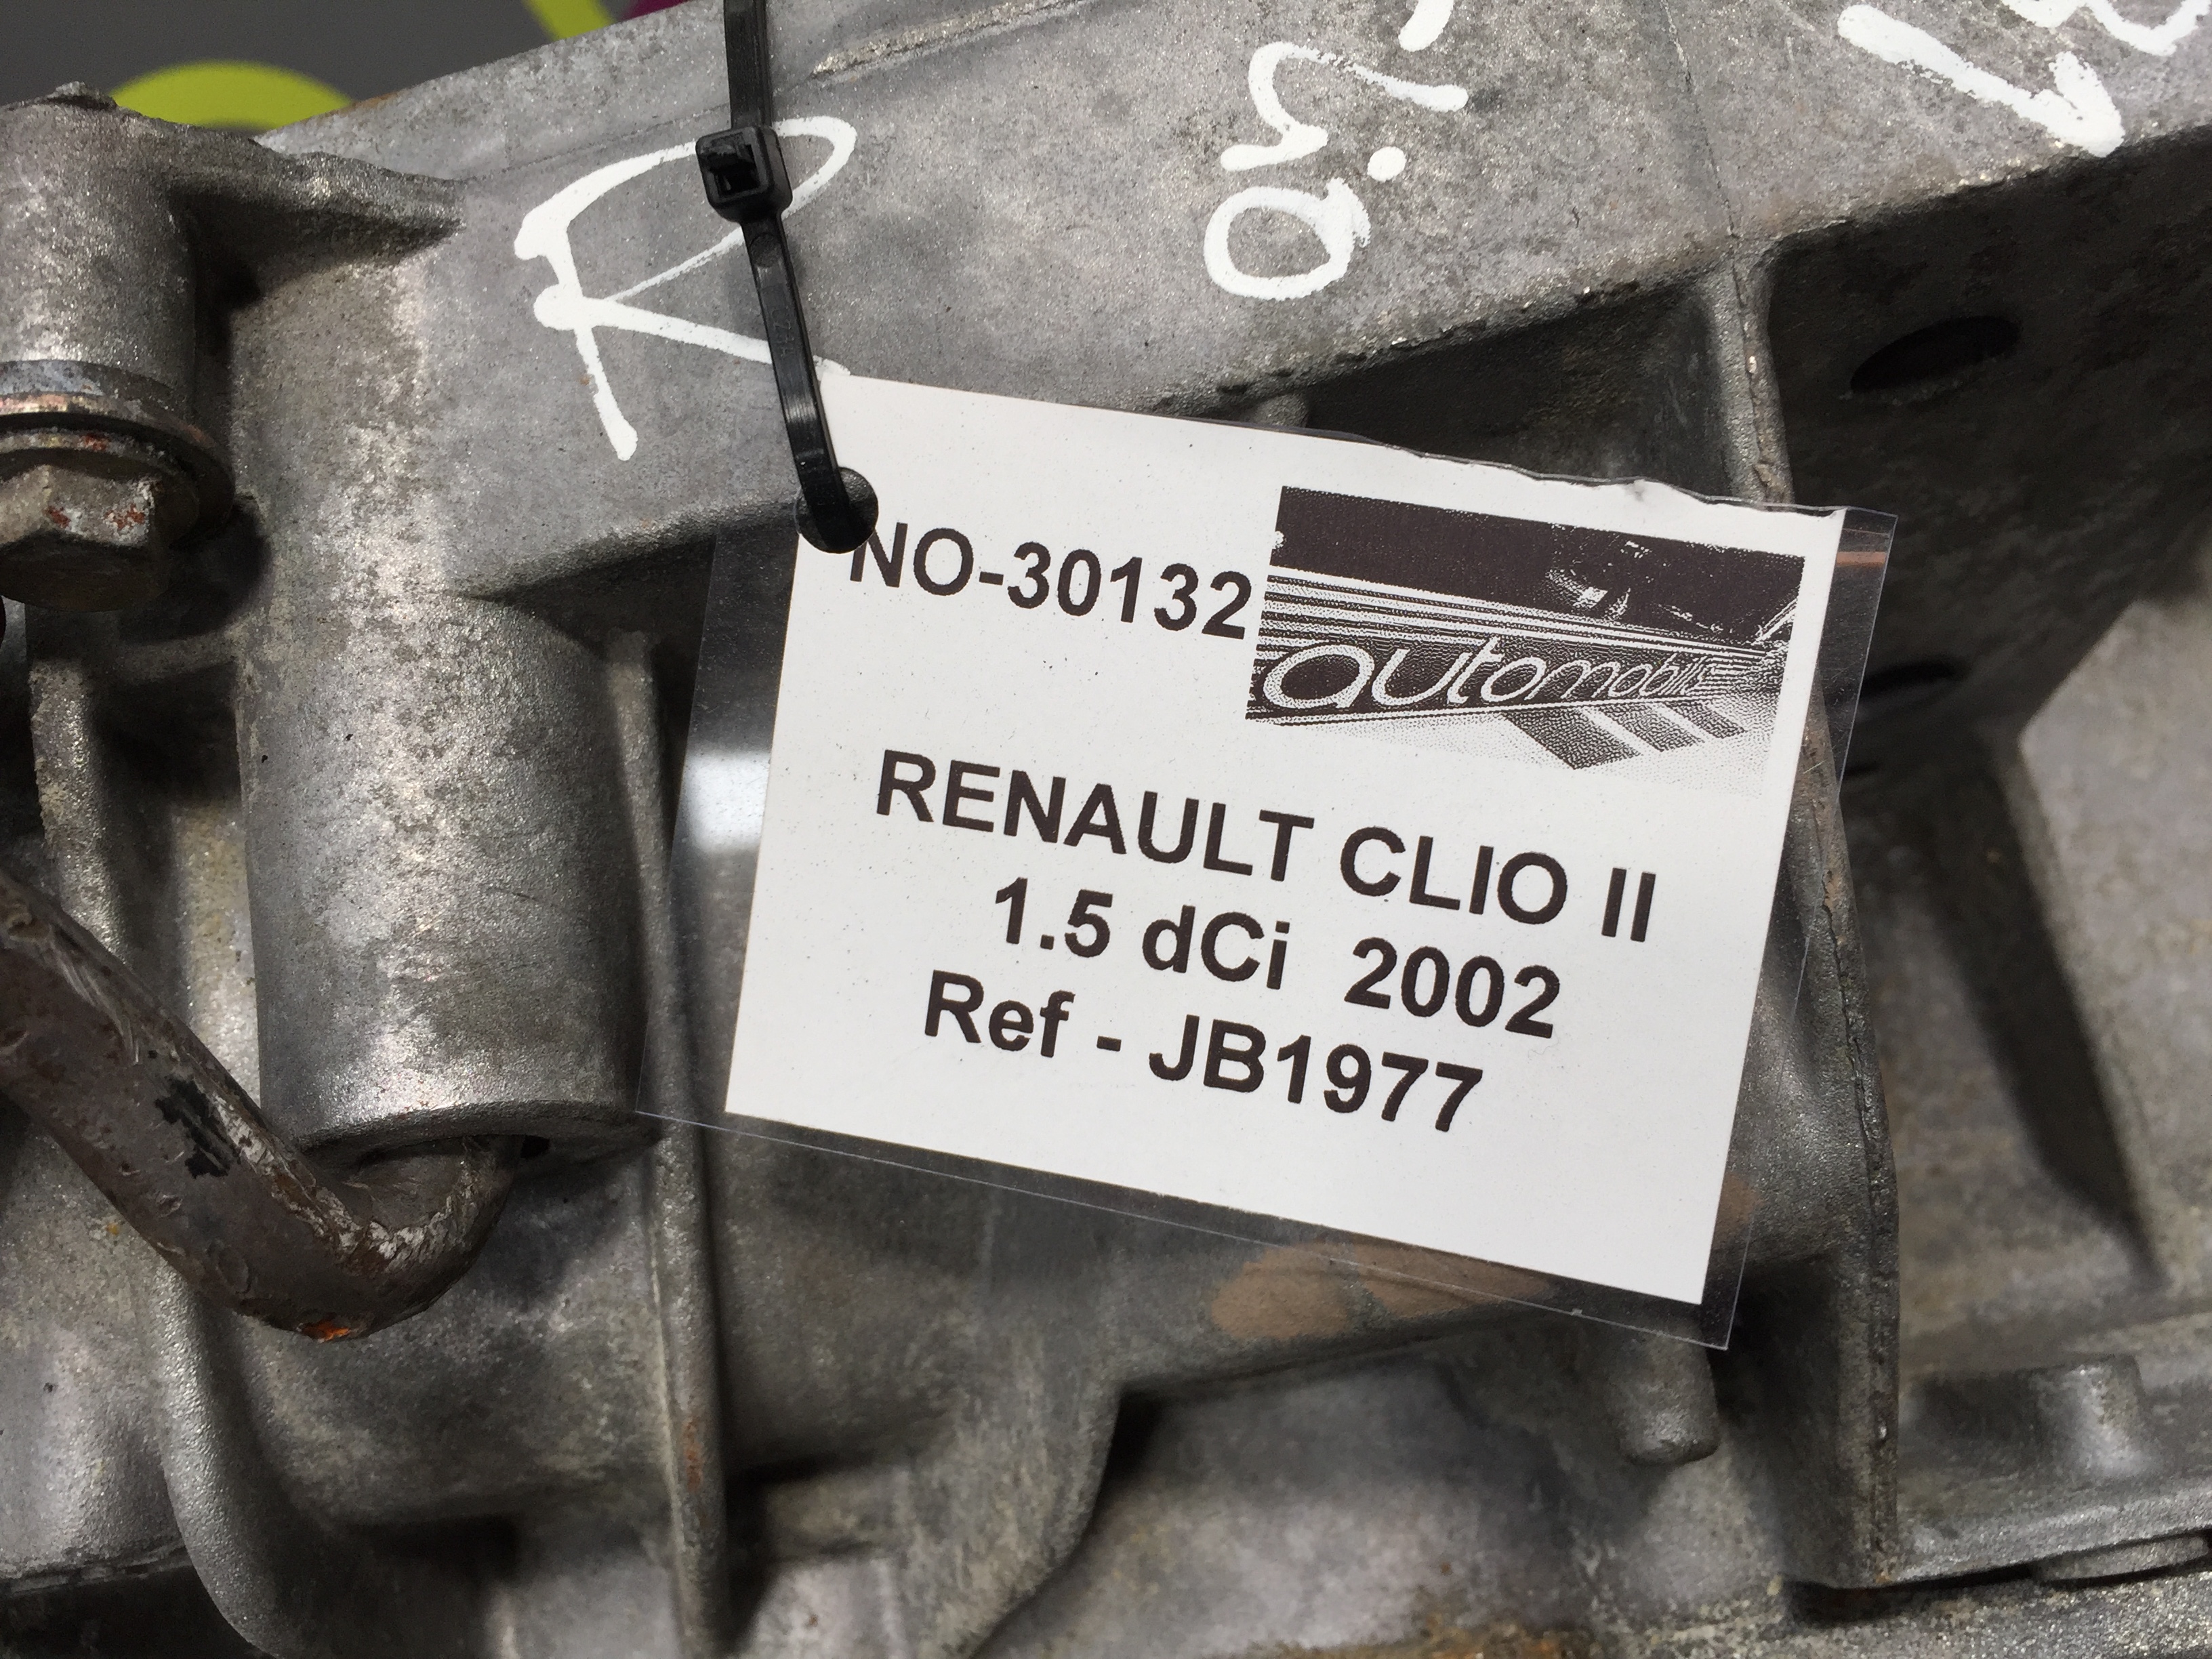 R
NO-30132
automobile
RENAULT CLIO II
1.5 dCi 2002
Ref - JB1977